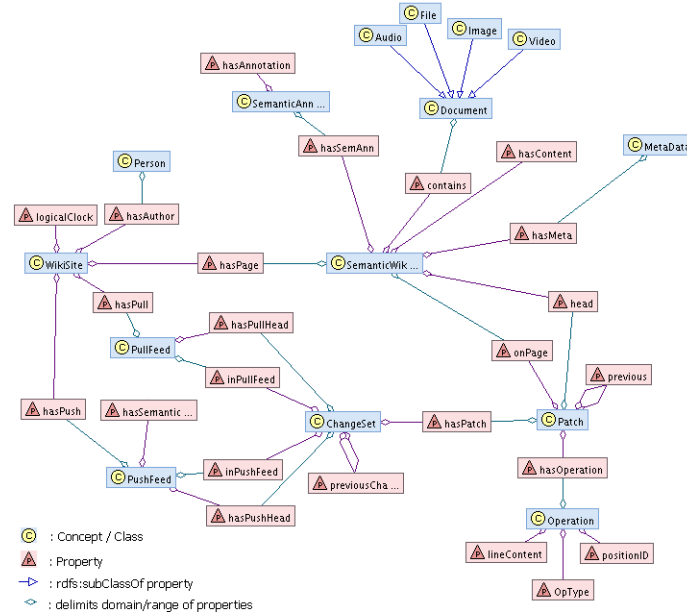 File
Audio
Image
Video
hasAnnotation
SemanticAnn ...
Document
hasSemAnn
hasContent
MetaData
Person
contains
logicalClock
hasAuthor
hasMeta
WikiSite
hasPage
SemanticWik ...
hasPull
head
hasPullHead
PullFeed
onPage
inPullFeed
previous
hasPush
hasSemantic ...
ChangeSet
hasPatch
Patch
inPushFeed
hasOperation
PushFeed
previousCha ...
hasPushHead
Operation
C : Concept / Class
lineContent
positionID
P : Property
rdfs:subClassOf property
OpType
: delimits domain/range of properties